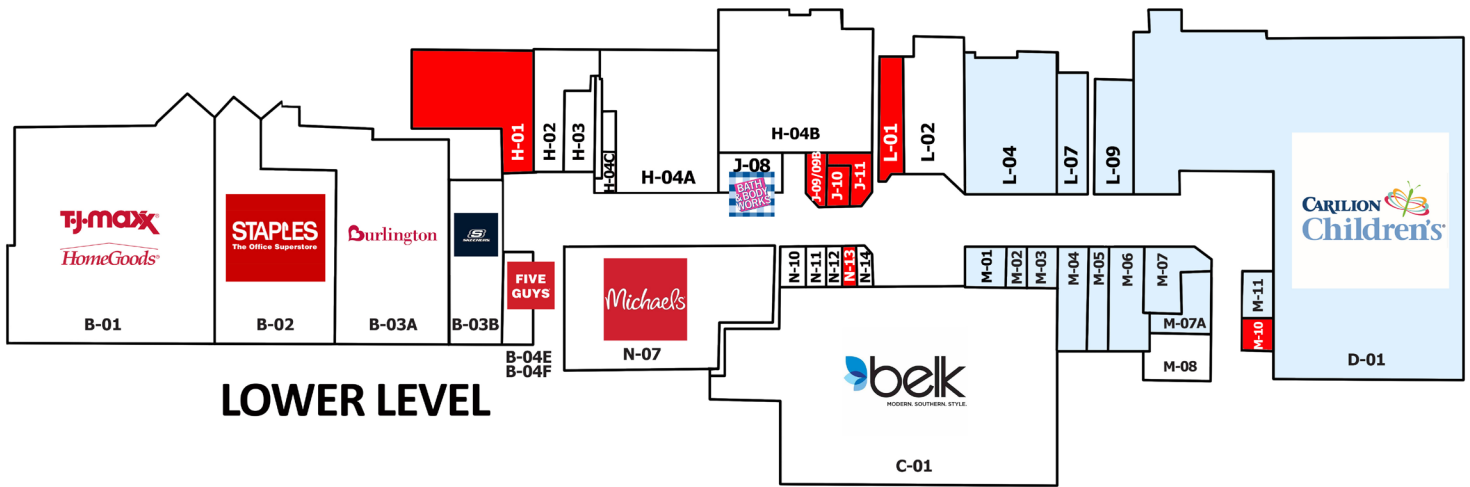 H-01
H-02
H-03
H-04C
H-04A
H-04B
J-08
BATH
& BODY
WORKS
J-09/09B
J-10
J-11
L-01
L-02
L-04
L-07
L-09
T·J·maxx®
HomeGoods®
B-01
STAPLES
The Office Superstore
B-02
Burlington
B-03A
S
SKECHERS
B-03B
FIVE
GUYS
B-04E
B-04F
Michaels
N-07
N-10
N-11
N-12
N-13
N-14
belk
MODERN. SOUTHERN. STYLE.
C-01
M-01
M-02
M-03
M-04
M-05
M-06
M-07
M-07A
M-08
M-11
M-10
CARILION
Children's
D-01
LOWER LEVEL